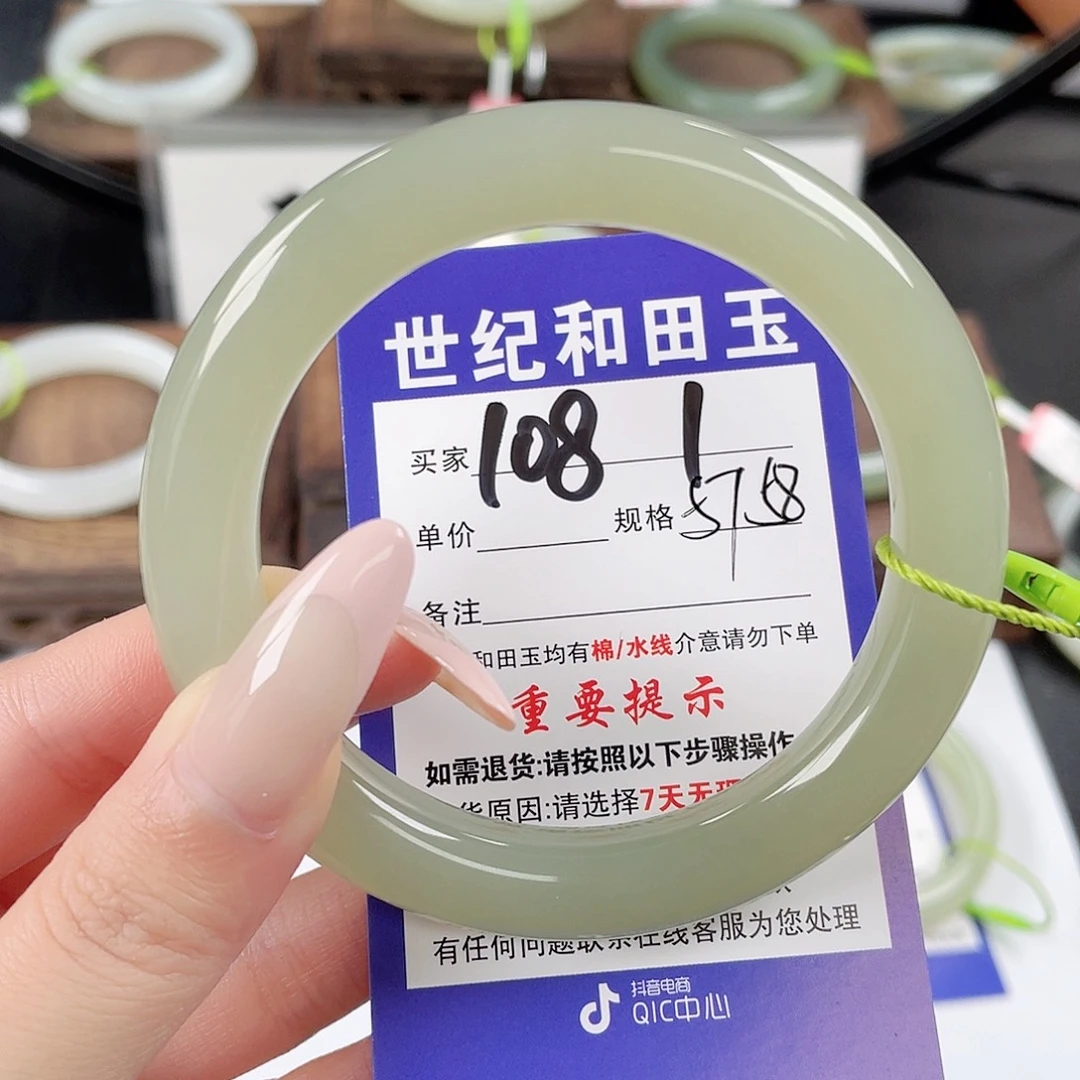 世纪和田玉
买家 108 1
单价 规格 57.58
备注
和田玉均有棉/水线介意请勿下单
重要提示
如需退货:请按照以下步骤操作
货原因:请选择7天无理
有任何问题联系在线客服为您处理
抖音电商
QIC中心